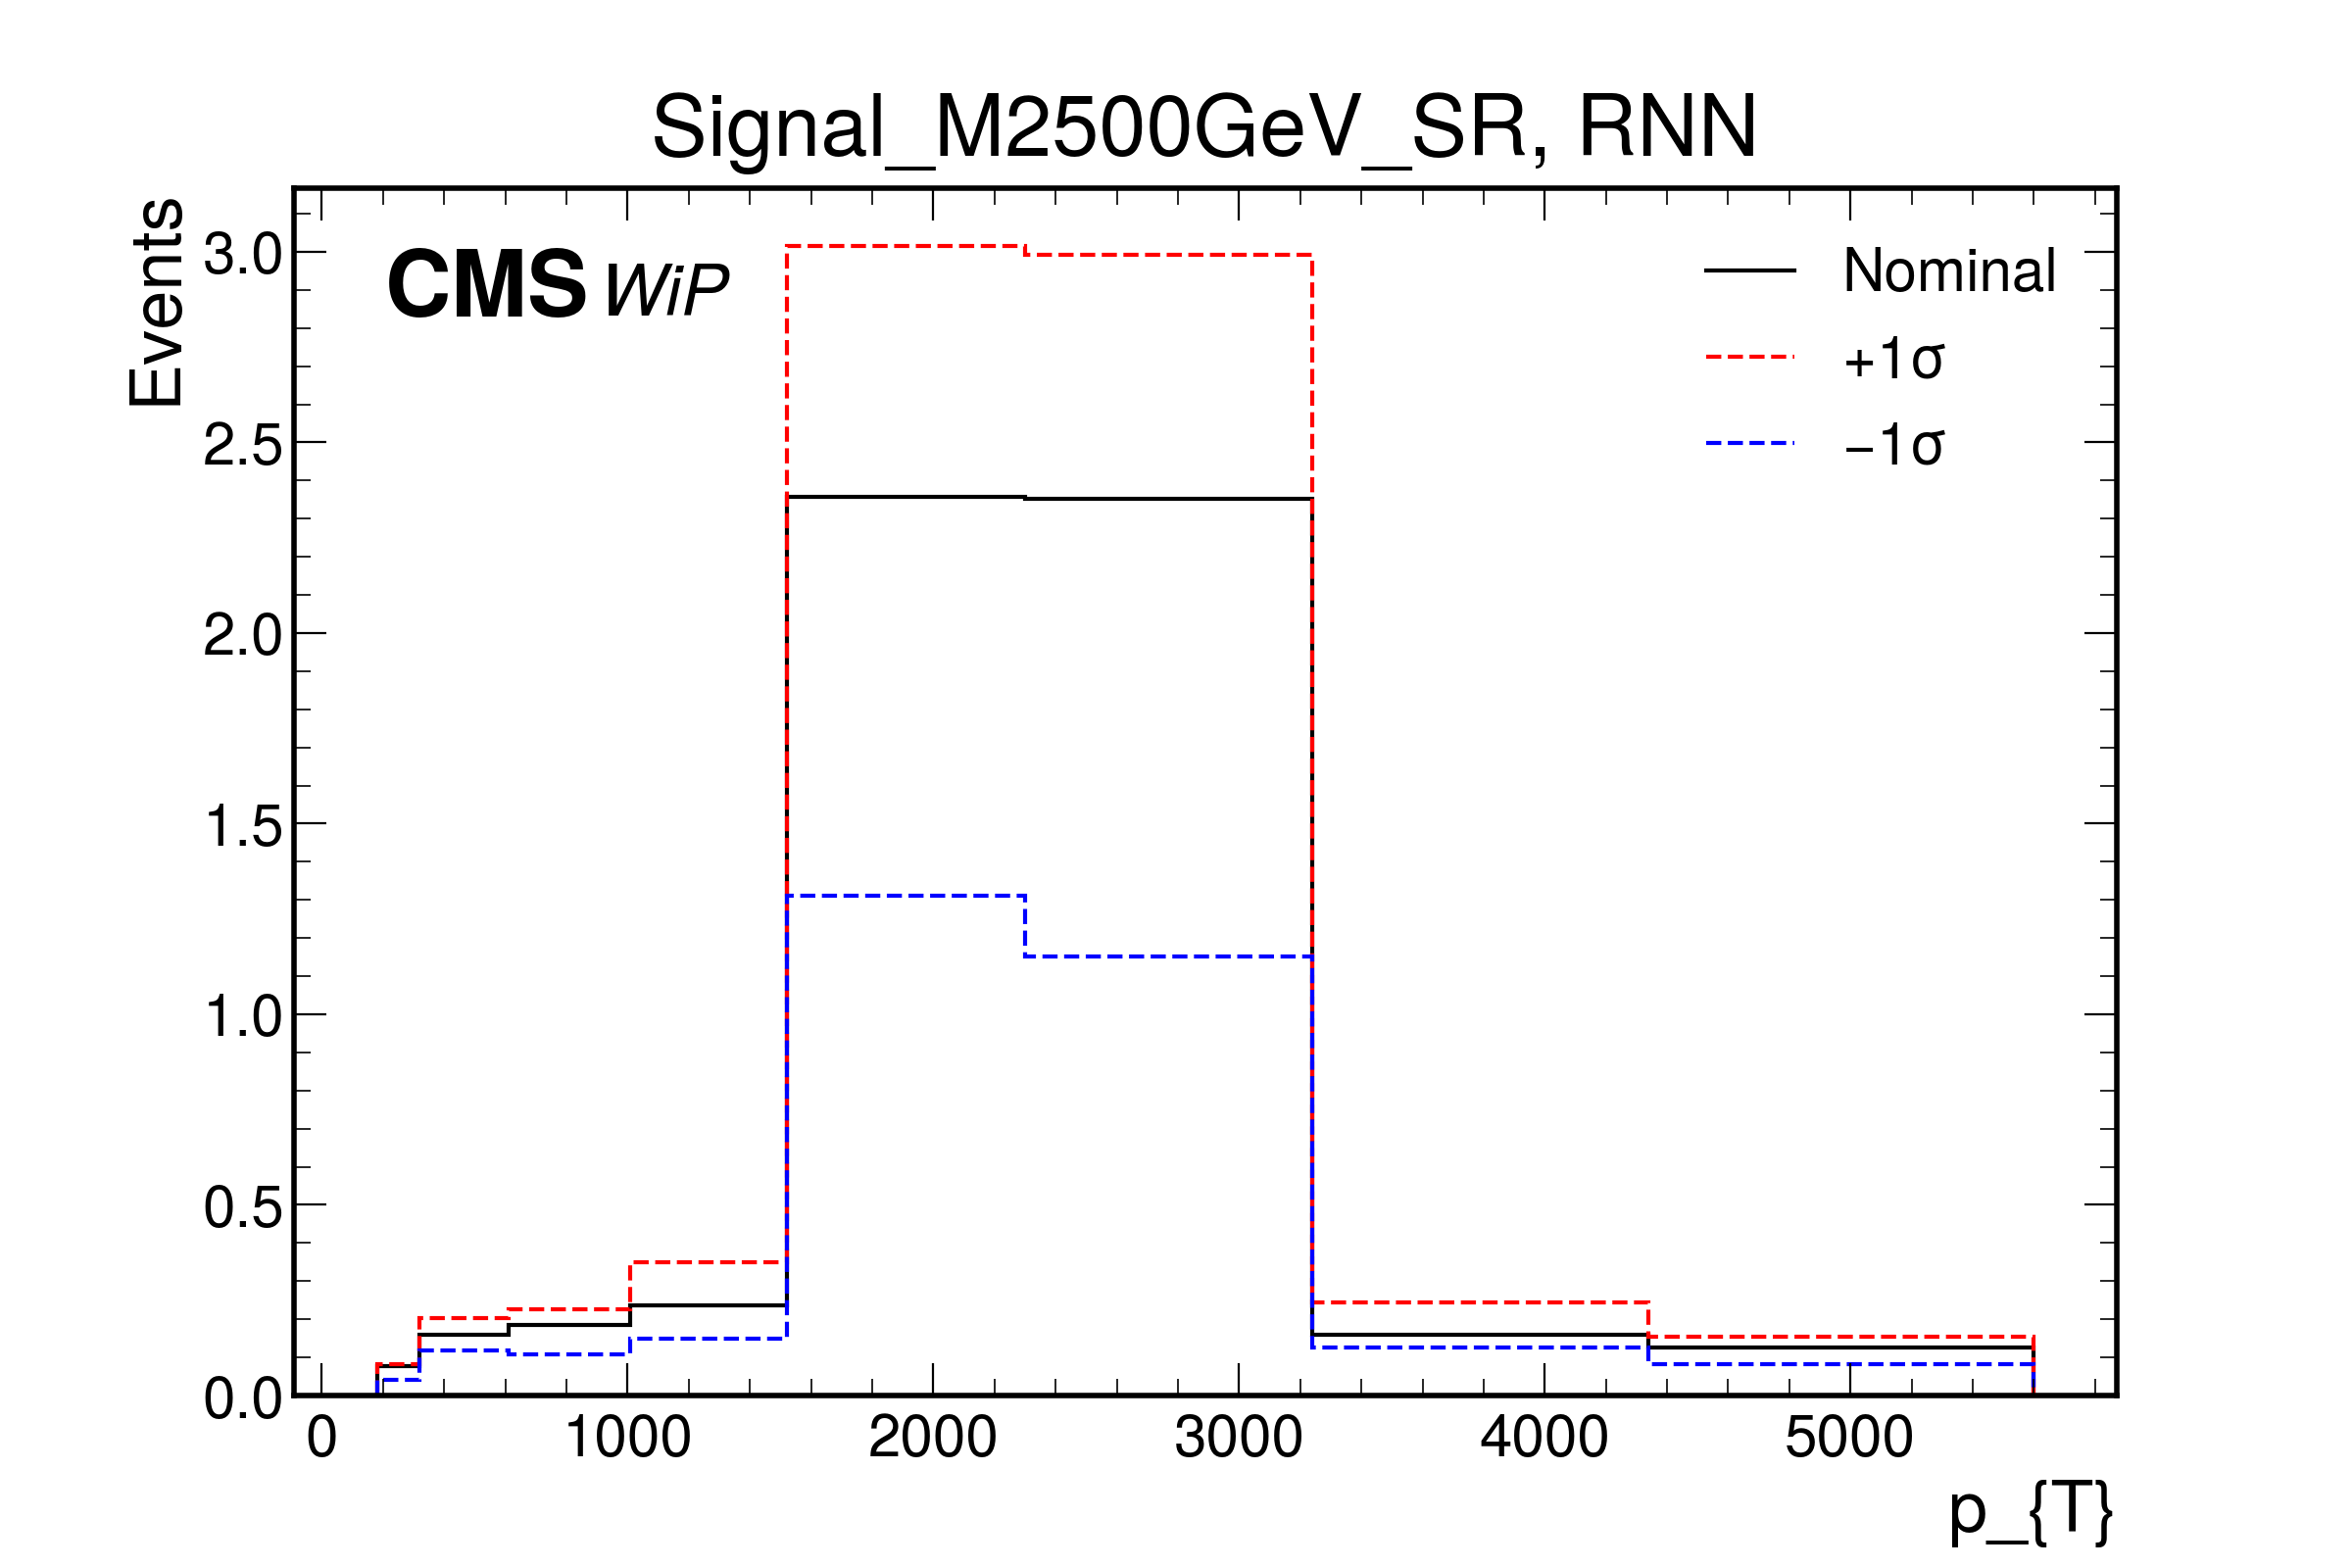 Signal_M2500GeV_SR, RNN
Events
CMS WiP
Nominal
+1σ
−1σ
3.0
2.5
2.0
1.5
1.0
0.5
0.0
0 1000 2000 3000 4000 5000
p_{T}